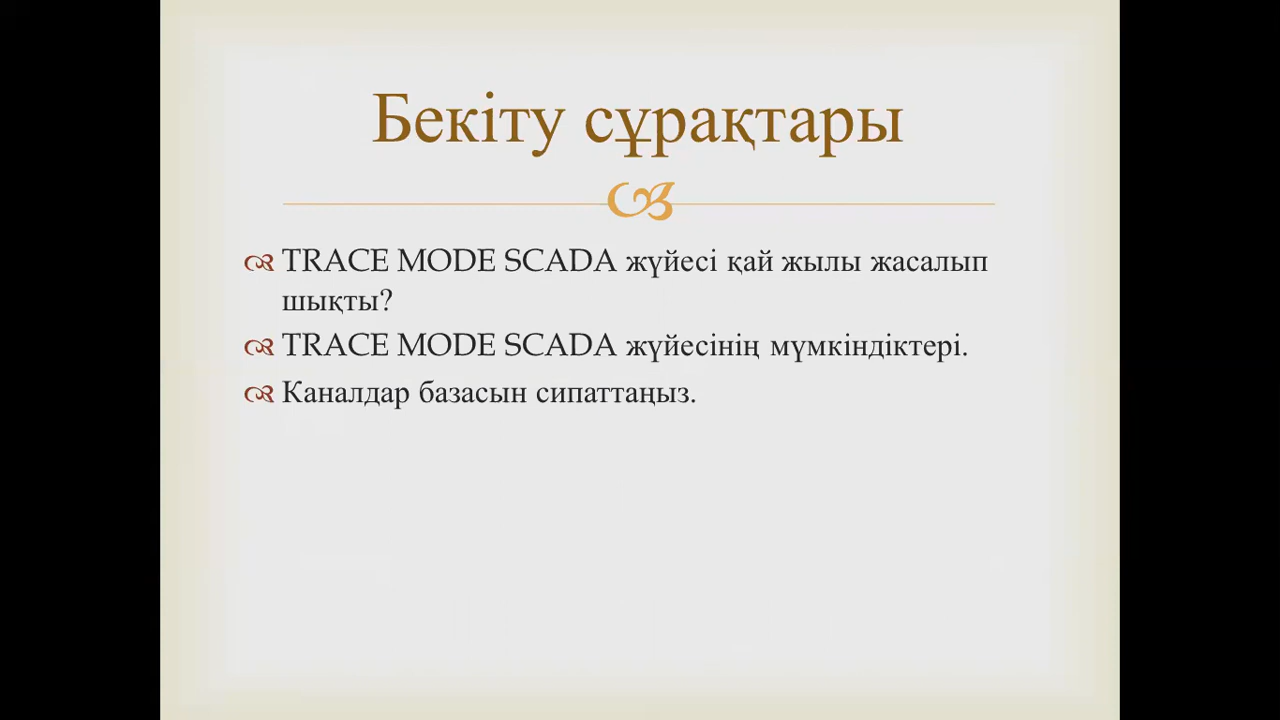 Бекіту сұрақтары
TRACE MODE SCADA жүйесі қай жылы жасалып
шықты?
TRACE MODE SCADA жүйесінің мүмкіндіктері.
Каналдар базасын сипаттаңыз.